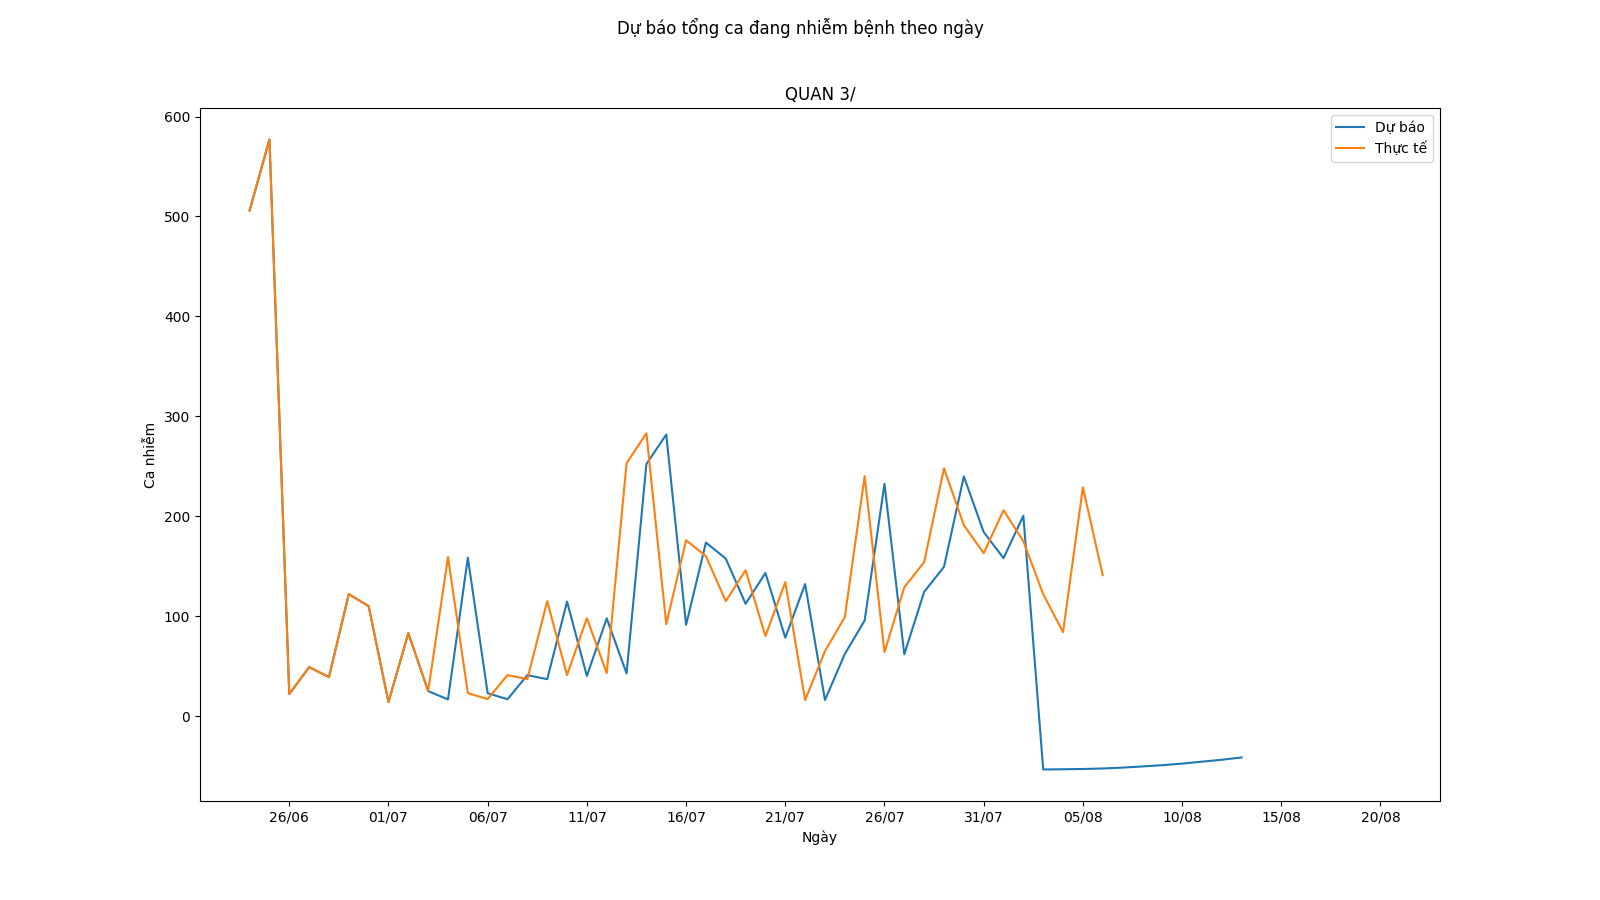 Dự báo tổng ca đang nhiễm bệnh theo ngày
QUAN 3/
Dự báo
Thực tế
600
500
400
300
200
100
0
Ca nhiễm
26/06 01/07 06/07 11/07 16/07 21/07 26/07 31/07 05/08 10/08 15/08 20/08
Ngày